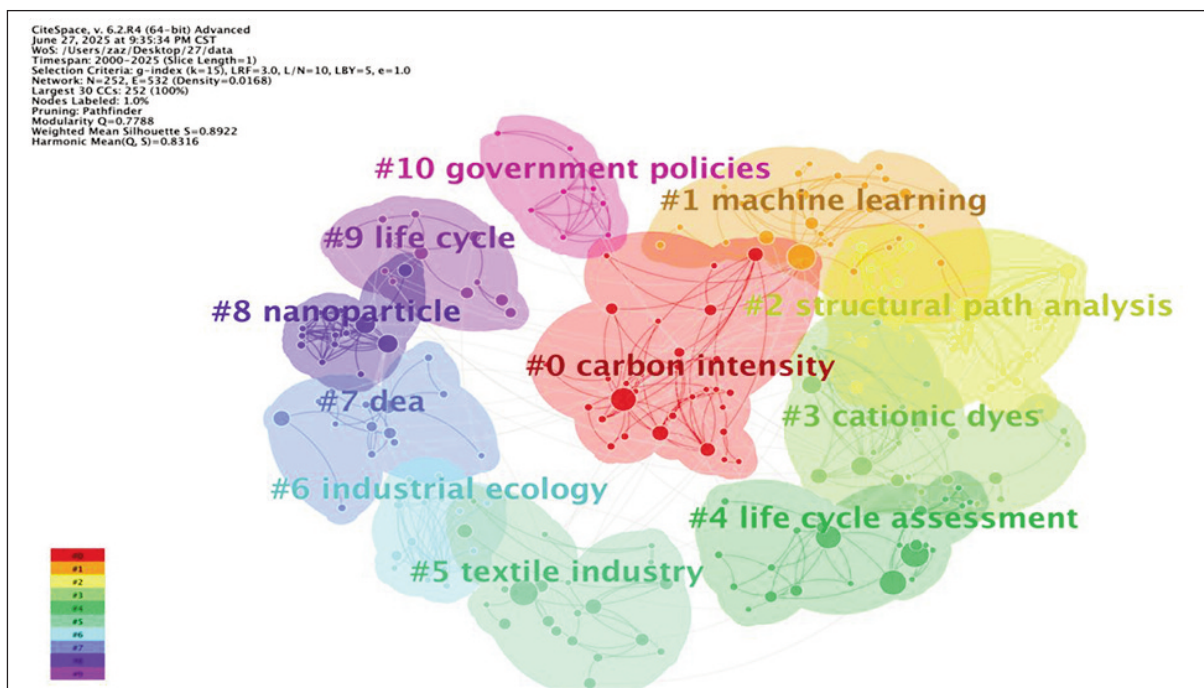 CiteSpace, v. 6.2.R4 (64-bit) Advanced
June 27, 2025 at 9:35:34 PM CST
WoS: /Users/zaz/Desktop/27/data
Timespan: 2000-2025 (Slice Length=1)
Selection Criteria: g-index (k=15), LRF=3.0, L/N=10, LBY=5, e=1.0
Network: N=252, E=532 (Density=0.0168)
Largest 30 CCs: 252 (100%)
Nodes Labeled: 1.0%
Pruning: Pathfinder
Modularity Q=0.7788
Weighted Mean Silhouette S=0.8922
Harmonic Mean(Q, S)=0.8316
#10 government policies
#1 machine learning
#9 life cycle
#8 nanoparticle
#2 structural path analysis
#0 carbon intensity
#7 dea
#3 cationic dyes
#6 industrial ecology
#4 life cycle assessment
#5 textile industry
#0
#1
#2
#3
#4
#5
#6
#7
#8
#9